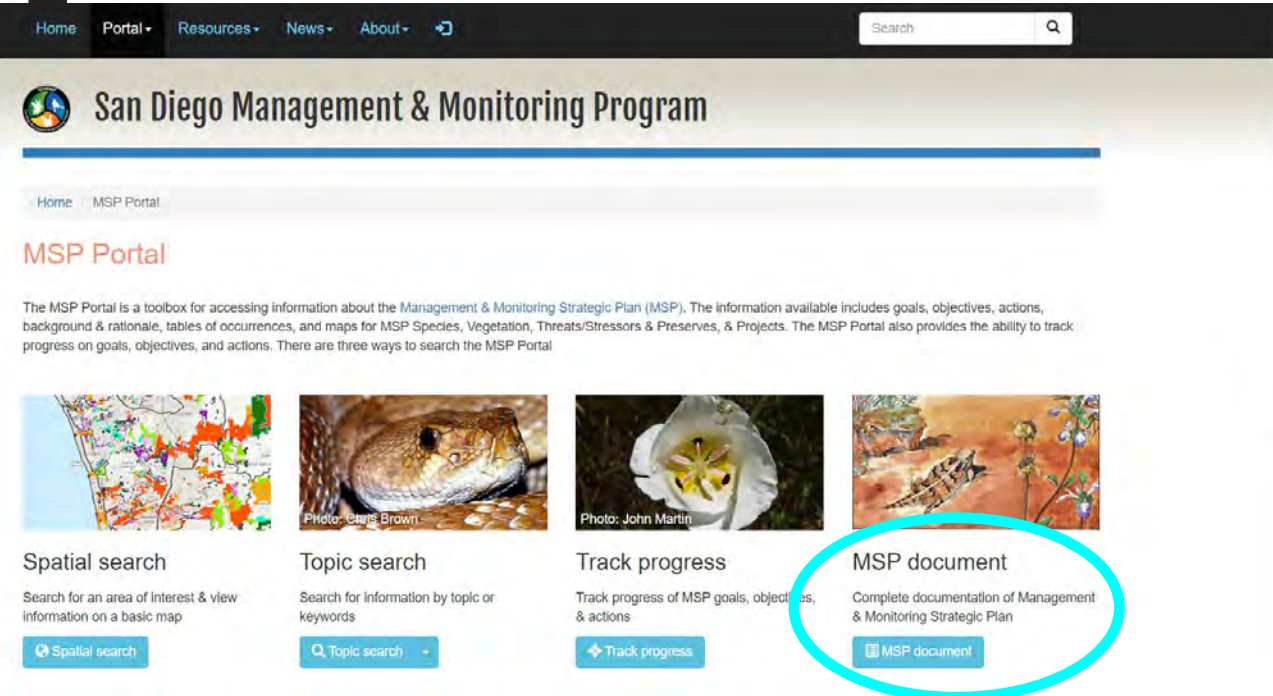 Home Portal Resources News About Search
San Diego Management & Monitoring Program
Home / MSP Portal
MSP Portal
The MSP Portal is a toolbox for accessing information about the Management & Monitoring Strategic Plan (MSP). The information available includes goals, objectives, actions,
background & rationale, tables of occurrences, and maps for MSP Species, Vegetation, Threats/Stressors & Preserves, & Projects. The MSP Portal also provides the ability to track
progress on goals, objectives, and actions. There are three ways to search the MSP Portal
Photo: Chris Brown
Photo: John Martin
Spatial search
Search for an area of interest & view
information on a basic map
Spatial search
Topic search
Search for information by topic or
keywords
Topic search
Track progress
Track progress of MSP goals, objectives,
& actions
Track progress
MSP document
Complete documentation of Management
& Monitoring Strategic Plan
MSP document